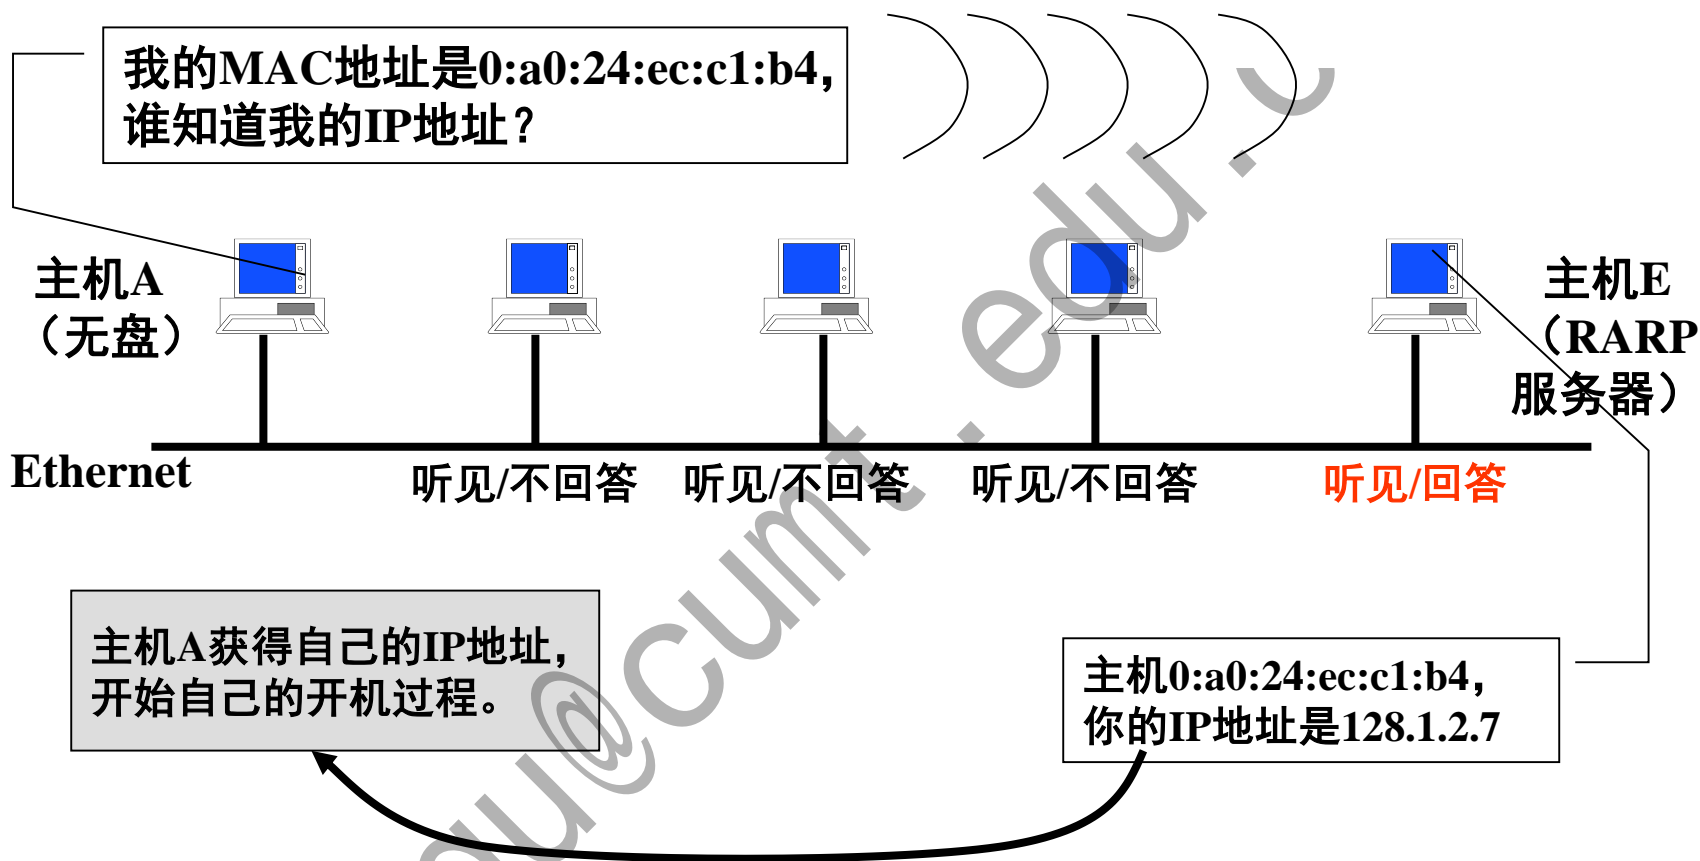 我的MAC地址是0:a0:24:ec:c1:b4,
谁知道我的IP地址?
主机A
（无盘）
主机E
（RARP
服务器）
Ethernet
听见/不回答
听见/不回答
听见/不回答
听见/回答
主机A获得自己的IP地址,
开始自己的开机过程。
主机0:a0:24:ec:c1:b4,
你的IP地址是128.1.2.7
u@cumt.edu.c